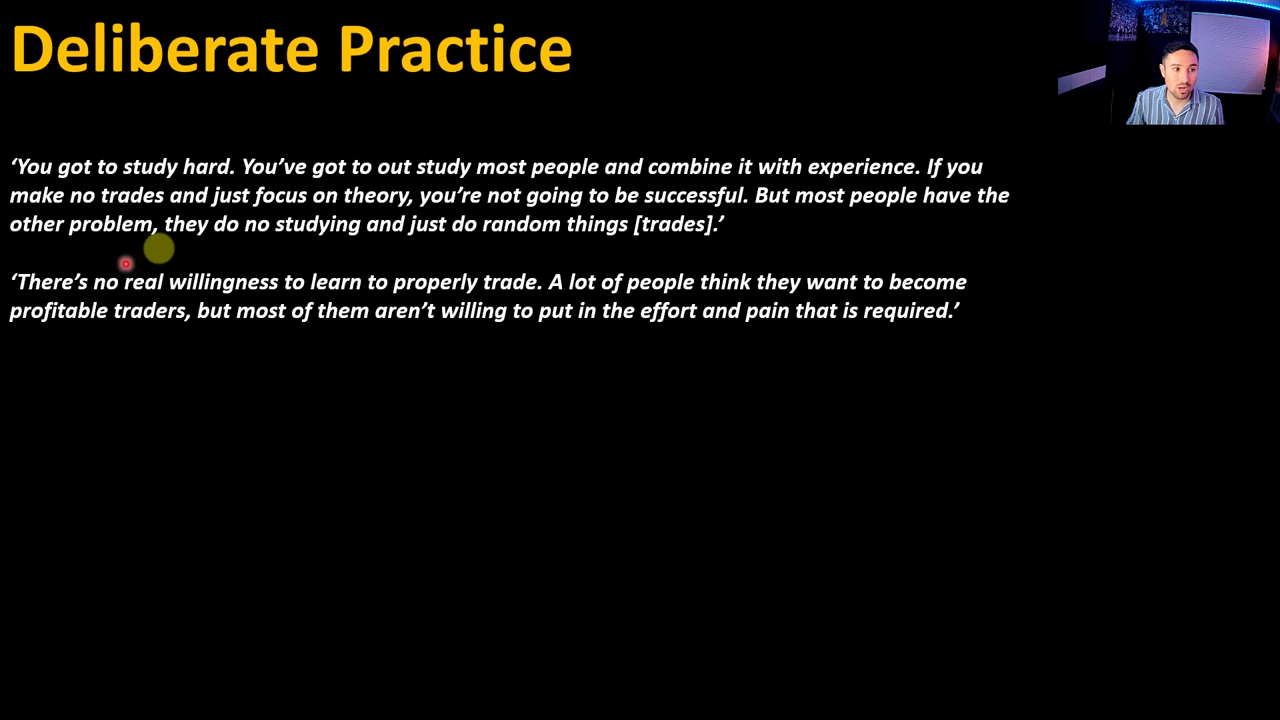 Deliberate Practice
‘You got to study hard. You’ve got to out study most people and combine it with experience. If you
make no trades and just focus on theory, you’re not going to be successful. But most people have the
other problem, they do no studying and just do random things [trades].’
‘There’s no real willingness to learn to properly trade. A lot of people think they want to become
profitable traders, but most of them aren’t willing to put in the effort and pain that is required.’